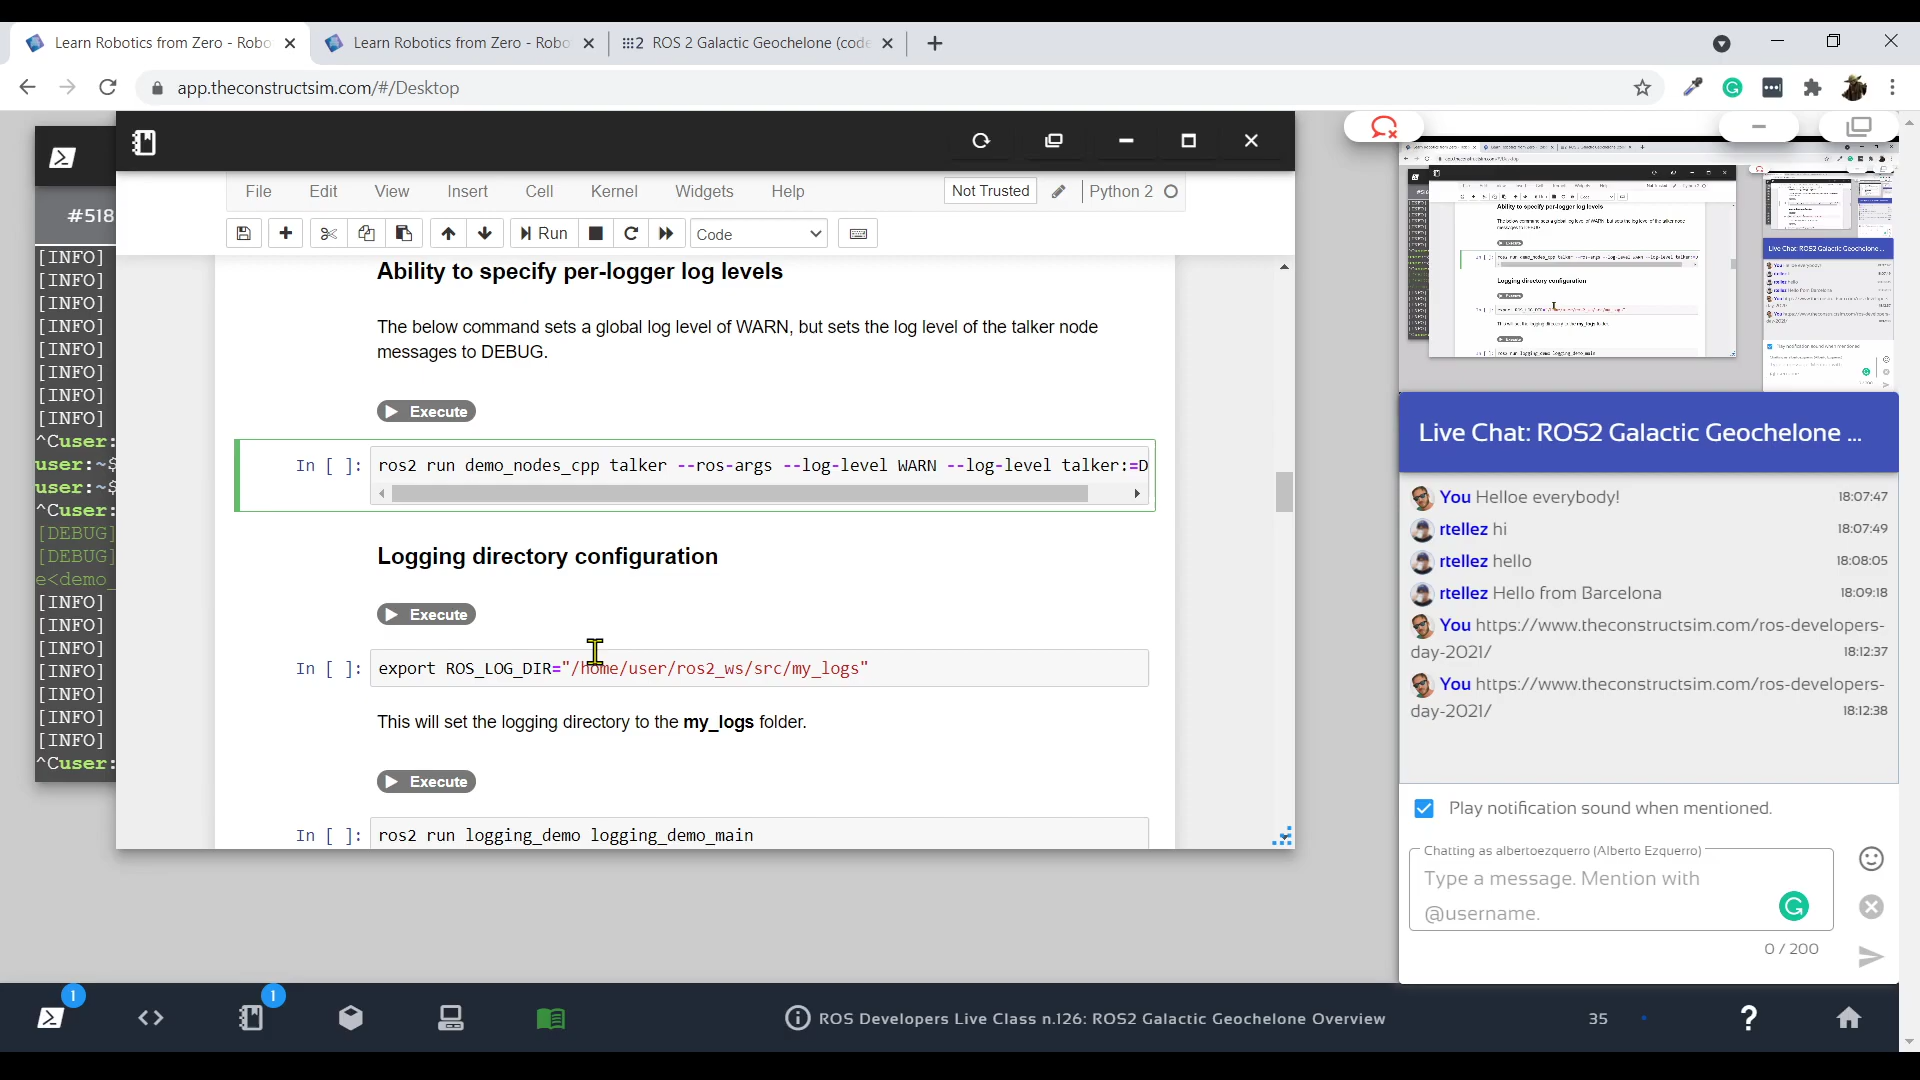 Learn Robotics from Zero - Robo
Learn Robotics from Zero - Robo
ROS 2 Galactic Geochelone (code
app.theconstructsim.com/#/Desktop
#518
[INFO]
[INFO]
[INFO]
[INFO]
[INFO]
[INFO]
[INFO]
[INFO]
^Cuser:
user:~$
user:~$
^Cuser:
[DEBUG]
[DEBUG]
e<demo_
[INFO]
[INFO]
[INFO]
[INFO]
[INFO]
[INFO]
[INFO]
^Cuser:
File Edit View Insert Cell Kernel Widgets Help
Not Trusted Python 2
Run Code
Ability to specify per-logger log levels
The below command sets a global log level of WARN, but sets the log level of the talker node
messages to DEBUG.
Execute
In [ ]: ros2 run demo_nodes_cpp talker --ros-args --log-level WARN --log-level talker:=D
Logging directory configuration
Execute
In [ ]: export ROS_LOG_DIR="/home/user/ros2_ws/src/my_logs"
This will set the logging directory to the my_logs folder.
Execute
In [ ]: ros2 run logging_demo logging_demo_main
Live Chat: ROS2 Galactic Geochelone ...
You Helloe everybody! 18:07:47
rtellez hi 18:07:49
rtellez hello 18:08:05
rtellez Hello from Barcelona 18:09:18
You https://www.theconstructsim.com/ros-developers-
day-2021/ 18:12:37
You https://www.theconstructsim.com/ros-developers-
day-2021/ 18:12:38
Play notification sound when mentioned.
Chatting as albertoezquerro (Alberto Ezquerro)
Type a message. Mention with
@username.
0 / 200
1
1
ROS Developers Live Class n.126: ROS2 Galactic Geochelone Overview
35